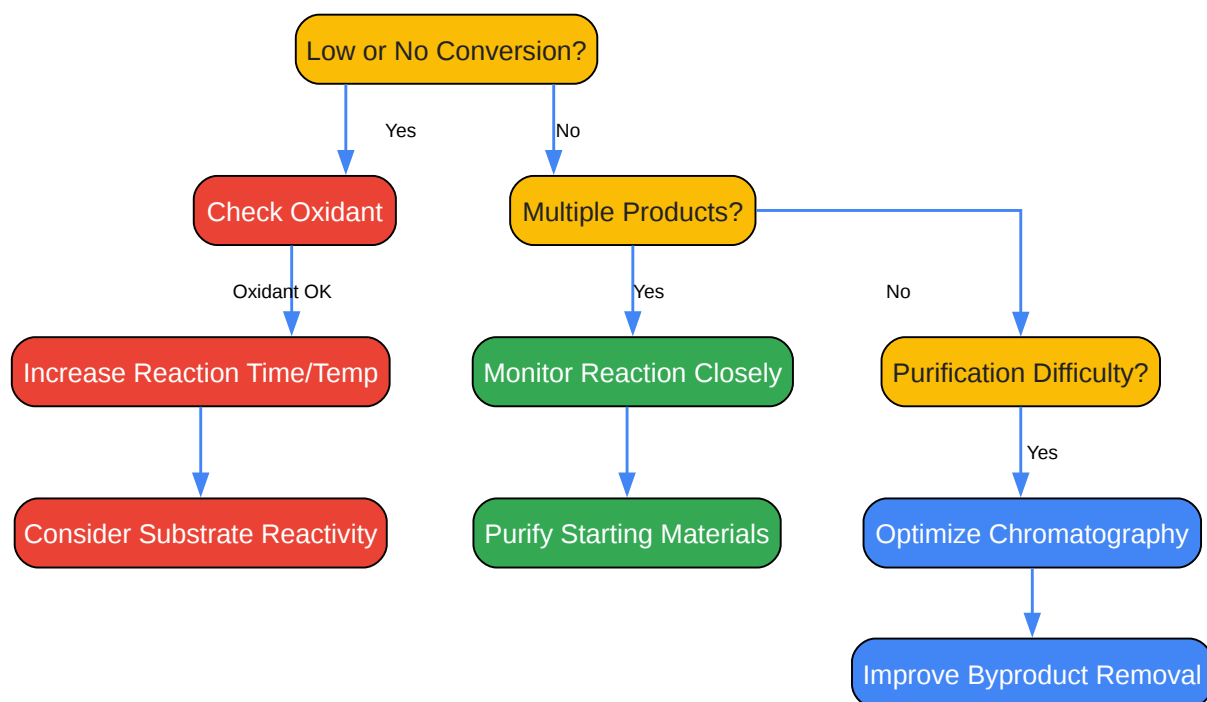 Low or No Conversion?
Yes
No
Check Oxidant
Multiple Products?
Oxidant OK
Yes
No
Increase Reaction Time/Temp
Monitor Reaction Closely
Purification Difficulty?
Yes
Consider Substrate Reactivity
Purify Starting Materials
Optimize Chromatography
Improve Byproduct Removal